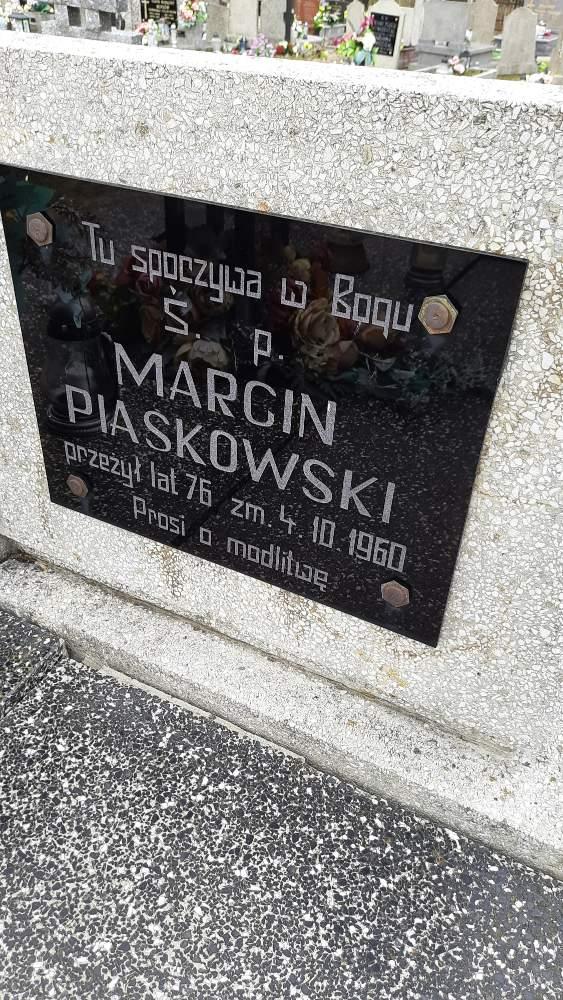 Tu spoczywa w Bogu
Ś. p.
MARCIN
PIASKOWSKI
przeżył lat 76 zm. 4.10.1960
Prosi o modlitwę